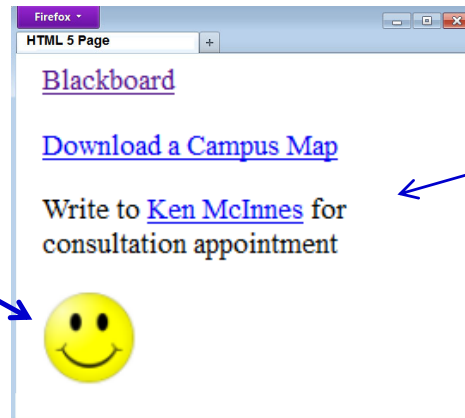 Firefox
HTML 5 Page
Blackboard
Download a Campus Map
Write to Ken McInnes for
consultation appointment